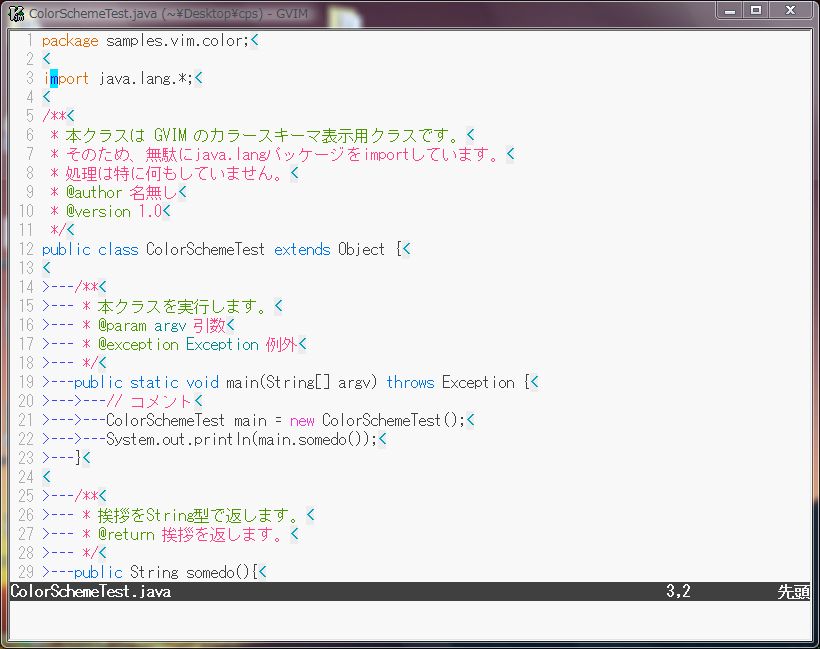 ColorSchemeTest.java (~¥Desktop¥cps) - GVIM
1 package samples.vim.color;<
2 <
3 import java.lang.*;<
4 <
5 /**<
6  * 本クラスは GVIM のカラースキーマ表示用クラスです。<
7  * そのため、無駄にjava.langパッケージをimportしています。<
8  * 処理は特に何もしていません。<
9  * @author 名無し<
10  * @version 1.0<
11  */<
12 public class ColorSchemeTest extends Object {<
13 <
14 >---/**<
15 >--- * 本クラスを実行します。<
16 >--- * @param argv 引数<
17 >--- * @exception Exception 例外<
18 >--- */<
19 >---public static void main(String[] argv) throws Exception {<
20 >--->---// コメント<
21 >--->---ColorSchemeTest main = new ColorSchemeTest();<
22 >--->---System.out.println(main.somedo());<
23 >---}<
24 <
25 >---/**<
26 >--- * 挨拶をString型で返します。<
27 >--- * @return 挨拶を返します。<
28 >--- */<
29 >---public String somedo(){<
ColorSchemeTest.java 3,2 先頭